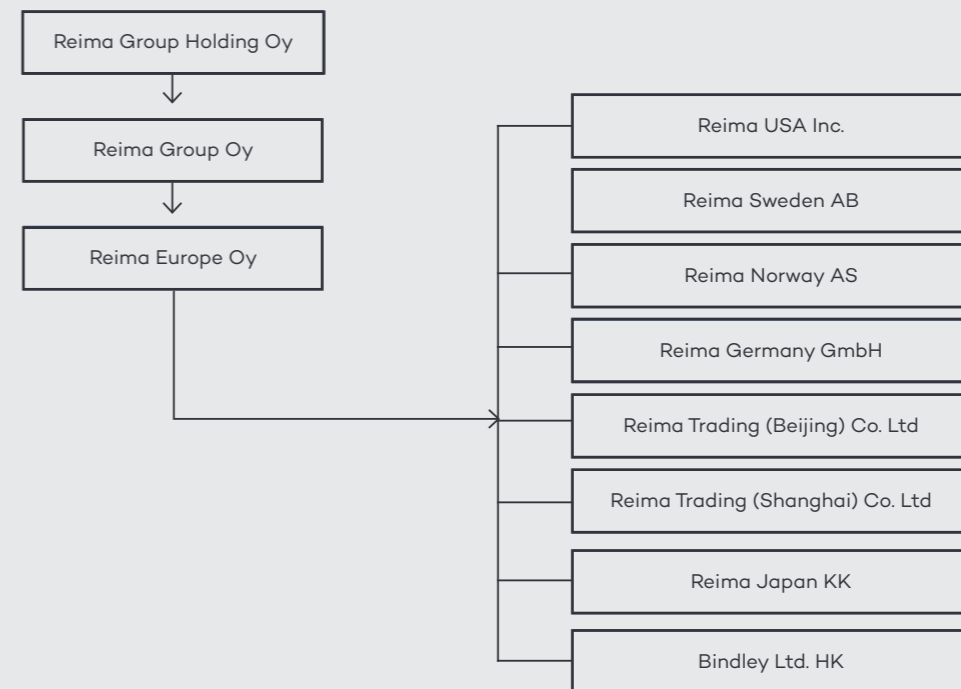 Reima Group Holding Oy
Reima Group Oy
Reima Europe Oy
Reima USA Inc.
Reima Sweden AB
Reima Norway AS
Reima Germany GmbH
Reima Trading (Beijing) Co. Ltd
Reima Trading (Shanghai) Co. Ltd
Reima Japan KK
Bindley Ltd. HK